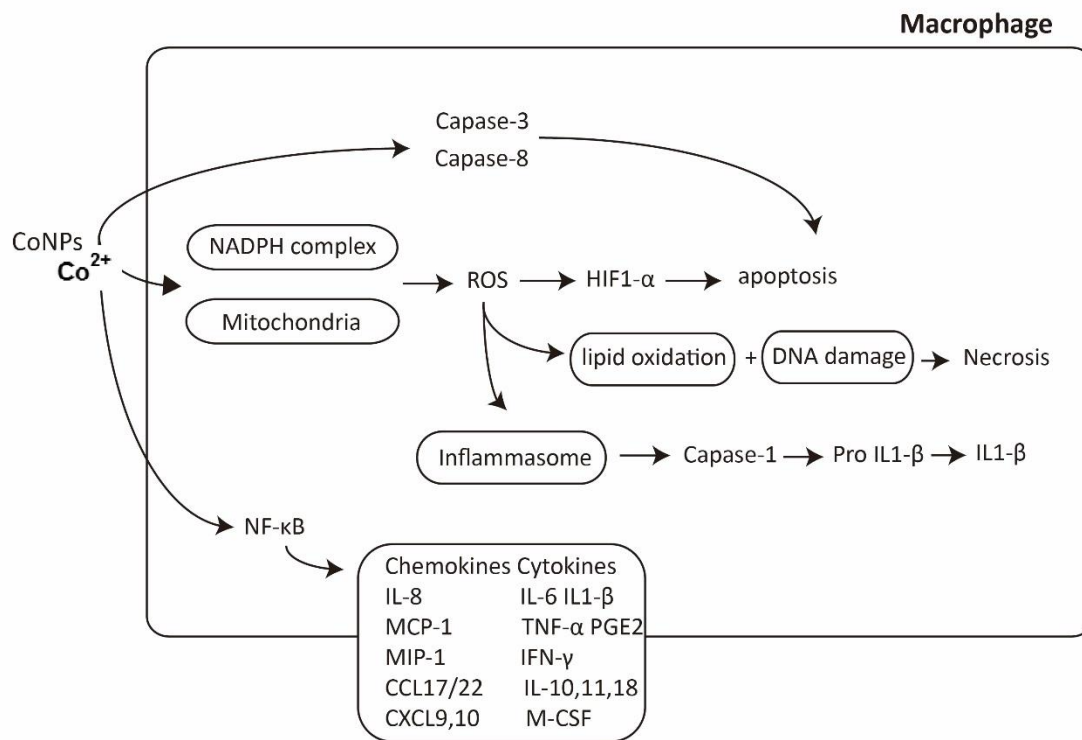 Macrophage
Capase-3
Capase-8
CoNPs
Co²⁺
NADPH complex
Mitochondria
ROS
HIF1-α
apoptosis
lipid oxidation + DNA damage
Necrosis
Inflammasome
Capase-1
Pro IL1-β
IL1-β
NF-κB
Chemokines Cytokines
IL-8 IL-6 IL1-β
MCP-1 TNF-α PGE2
MIP-1 IFN-γ
CCL17/22 IL-10,11,18
CXCL9,10 M-CSF